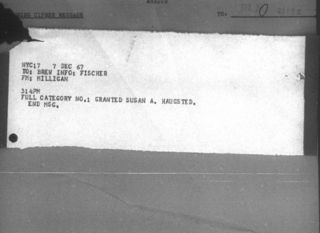 CIPHER MESSAGE
TO:
NYC17 7 DEC 67
TO: BREW INFO: FISCHER
FM: MILLIGAN
514PM
FULL CATEGORY NO.1 GRANTED SUSAN A. HAUGSTED.
END MSG.